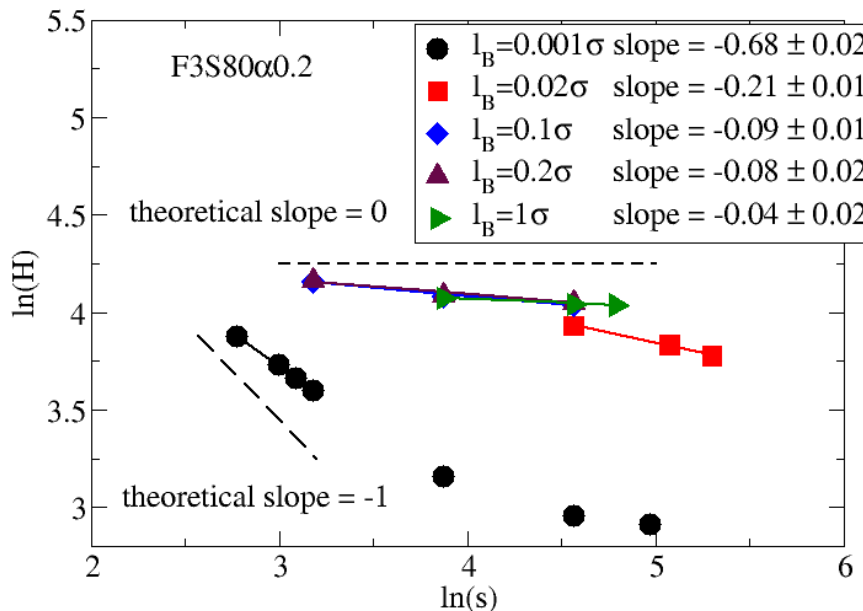 5.5
5
4.5
4
3.5
3
ln(H)
F3S80α0.2
l_B=0.001σ slope = -0.68 ± 0.02
l_B=0.02σ slope = -0.21 ± 0.01
l_B=0.1σ slope = -0.09 ± 0.01
l_B=0.2σ slope = -0.08 ± 0.02
l_B=1σ slope = -0.04 ± 0.02
theoretical slope = 0
theoretical slope = -1
2 3 4 5 6
ln(s)